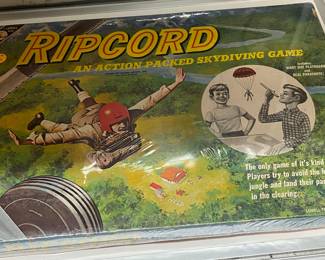 RIPCORD
AN ACTION PACKED SKYDIVING GAME
The only game of it's kind
Players try to avoid the
jungle and land their
in the clearing...